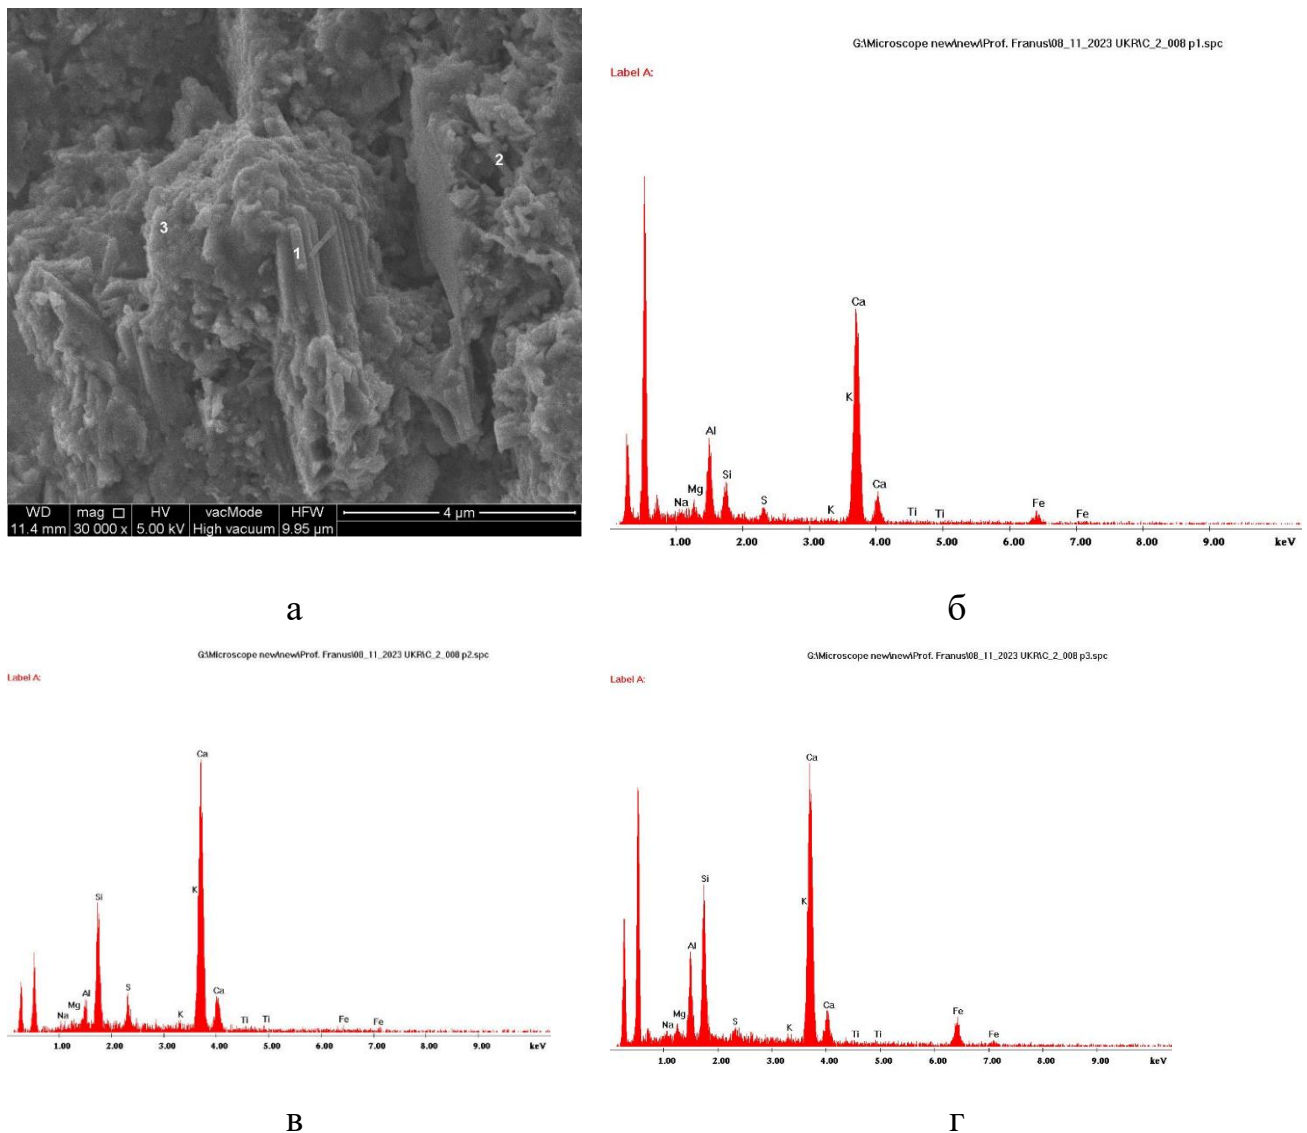 3
1
2
WD mag □ HV vacMode HFW 4 µm
11.4 mm 30 000 x 5.00 kV High vacuum 9.95 µm
а
G:\Microscope new\new\Prof. Franus\08_11_2023 UKR\C_2_008 p1.spc
Label A:
Ca
K
Al
Si
Mg
Na
S
K
Ca
Ti
Ti
Fe
Fe
1.00 2.00 3.00 4.00 5.00 6.00 7.00 8.00 9.00 keV
б
G:\Microscope new\new\Prof. Franus\08_11_2023 UKR\C_2_008 p2.spc
Label A:
Ca
K
Si
Al
S
Mg
Na
K
Ca
Ti
Ti
Fe
Fe
1.00 2.00 3.00 4.00 5.00 6.00 7.00 8.00 9.00 keV
в
G:\Microscope new\new\Prof. Franus\08_11_2023 UKR\C_2_008 p3.spc
Label A:
Ca
K
Si
Al
Mg
Na
S
K
Ca
Ti
Ti
Fe
Fe
1.00 2.00 3.00 4.00 5.00 6.00 7.00 8.00 9.00 keV
г